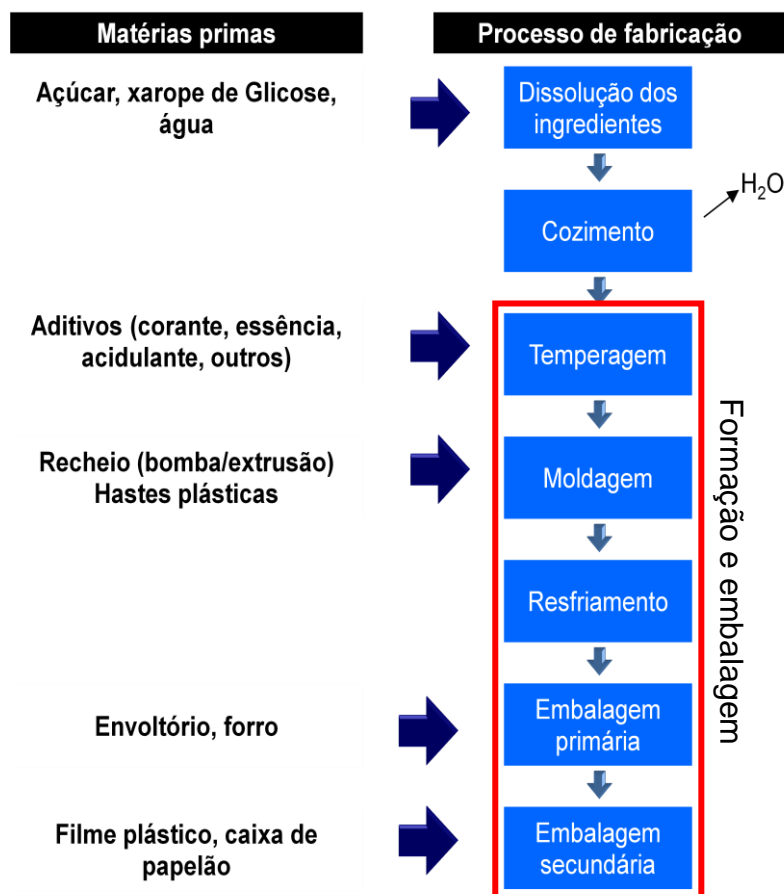 Matérias primas
Processo de fabricação
Açúcar, xarope de Glicose,
água
Dissolução dos
ingredientes
H₂O
Cozimento
Aditivos (corante, essência,
acidulante, outros)
Temperagem
Recheio (bomba/extrusão)
Hastes plásticas
Moldagem
Resfriamento
Formação e embalagem
Envoltório, forro
Embalagem
primária
Filme plástico, caixa de
papelão
Embalagem
secundária